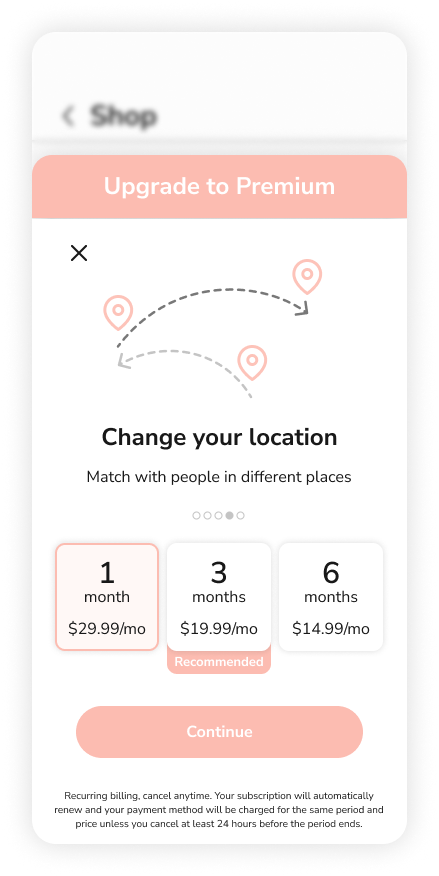 Shop
Upgrade to Premium
Change your location
Match with people in different places
1
month
$29.99/mo
3
months
$19.99/mo
Recommended
6
months
$14.99/mo
Continue
Recurring billing, cancel anytime. Your subscription will automatically
renew and your payment method will be charged for the same period and
price unless you cancel at least 24 hours before the period ends.